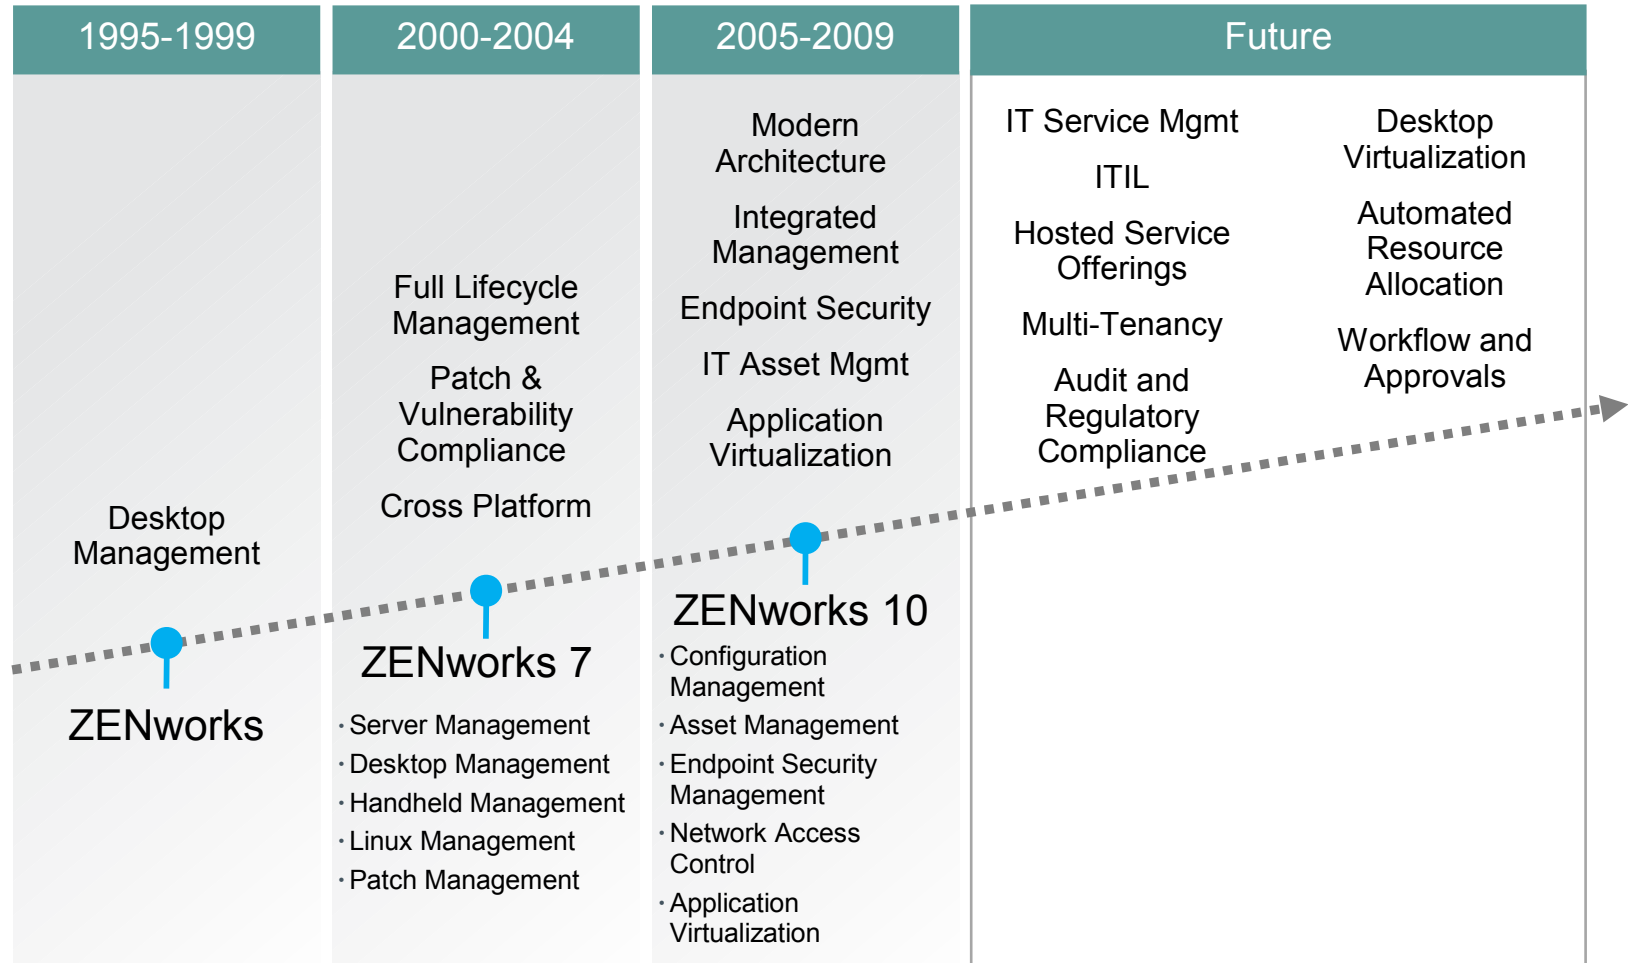 1995-1999
Desktop
Management
ZENworks
2000-2004
Full Lifecycle
Management
Patch &
Vulnerability
Compliance
Cross Platform
ZENworks 7
· Server Management
· Desktop Management
· Handheld Management
· Linux Management
· Patch Management
2005-2009
Modern
Architecture
Integrated
Management
Endpoint Security
IT Asset Mgmt
Application
Virtualization
ZENworks 10
· Configuration
Management
· Asset Management
· Endpoint Security
Management
· Network Access
Control
· Application
Virtualization
Future
IT Service Mgmt
ITIL
Hosted Service
Offerings
Multi-Tenancy
Audit and
Regulatory
Compliance
Desktop
Virtualization
Automated
Resource
Allocation
Workflow and
Approvals